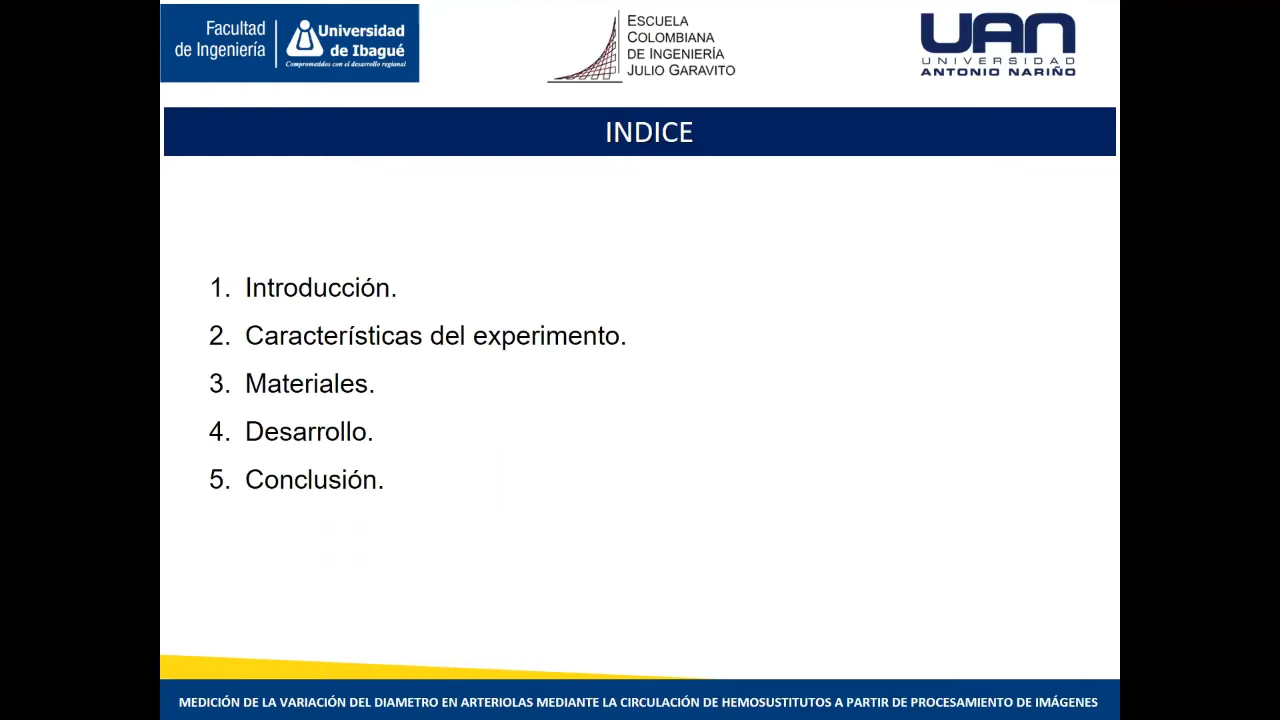 Facultad
de Ingeniería
Universidad
de Ibagué
Comprometidos con el desarrollo regional
ESCUELA
COLOMBIANA
DE INGENIERÍA
JULIO GARAVITO
UAN
UNIVERSIDAD
ANTONIO NARIÑO
INDICE
1. Introducción.
2. Características del experimento.
3. Materiales.
4. Desarrollo.
5. Conclusión.
MEDICIÓN DE LA VARIACIÓN DEL DIAMETRO EN ARTERIOLAS MEDIANTE LA CIRCULACIÓN DE HEMOSUSTITUTOS A PARTIR DE PROCESAMIENTO DE IMÁGENES